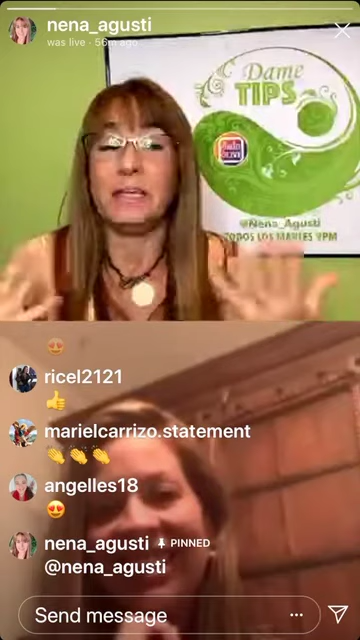 nena_agusti
was live · 56m ago
Dame
TIPS
@Nena_Agusti
TODOS LOS MARTES 9PM
😍
ricel2121
👍
marielcarrizo.statement
👏👏👏
angelles18
😍
nena_agusti PINNED
@nena_agusti
Send message